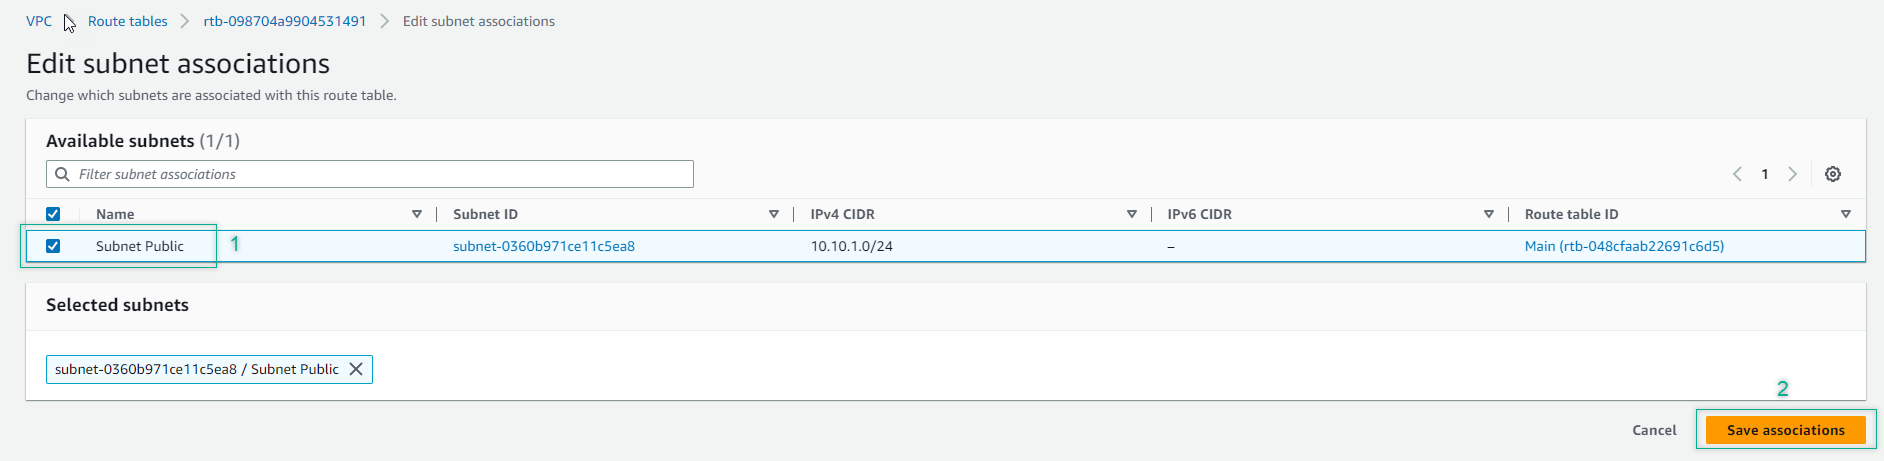 VPC > Route tables > rtb-098704a9904531491 > Edit subnet associations
Edit subnet associations
Change which subnets are associated with this route table.
Available subnets (1/1)
Filter subnet associations
1
Name Subnet ID IPv4 CIDR IPv6 CIDR Route table ID
Subnet Public 1 subnet-0360b971ce11c5ea8 10.10.1.0/24 – Main (rtb-048cfaab22691c6d5)
Selected subnets
subnet-0360b971ce11c5ea8 / Subnet Public
2
Cancel Save associations